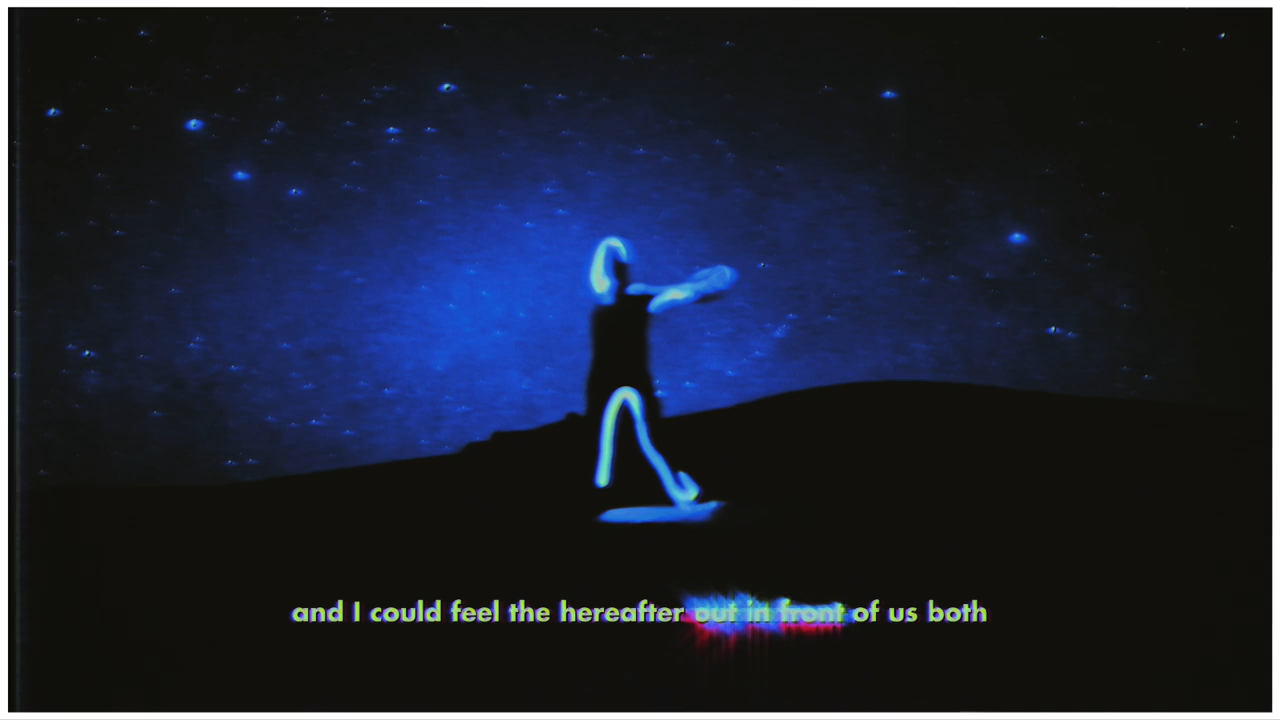 and I could feel the hereafter out in front of us both